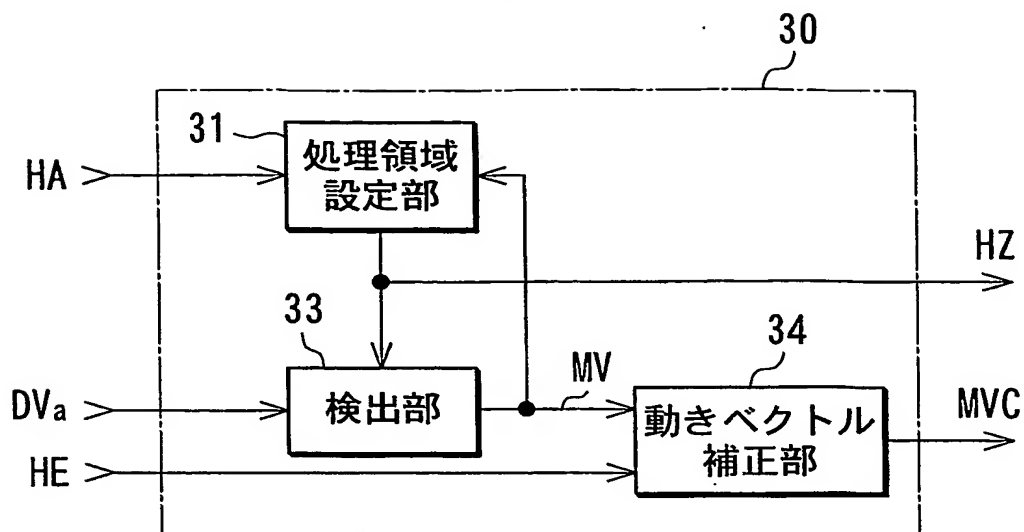 30
31
処理領域
設定部
HA
HZ
33
34
MV
DVa
検出部
動きベクトル
補正部
MVC
HE